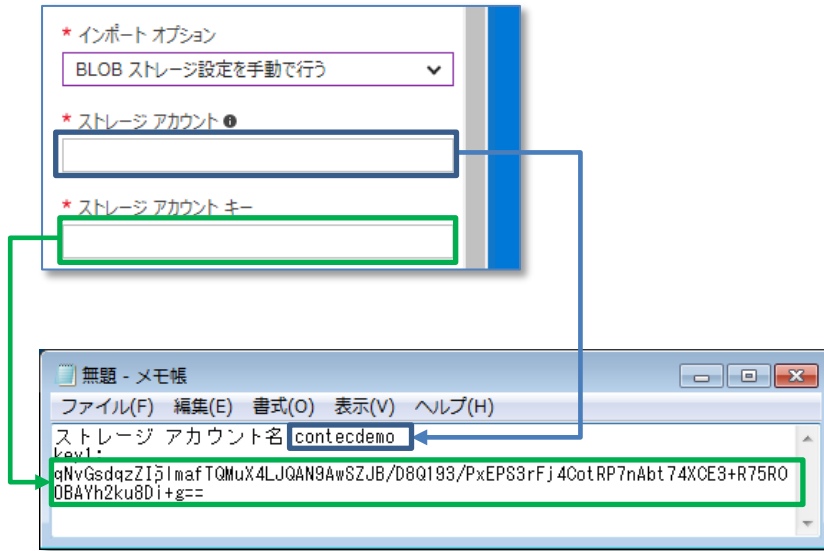 * インポート オプション
BLOB ストレージ設定を手動で行う
* ストレージ アカウント
* ストレージ アカウント キー
無題 - メモ帳
ファイル(F) 編集(E) 書式(O) 表示(V) ヘルプ(H)
ストレージ アカウント名 contecdemo
key1: